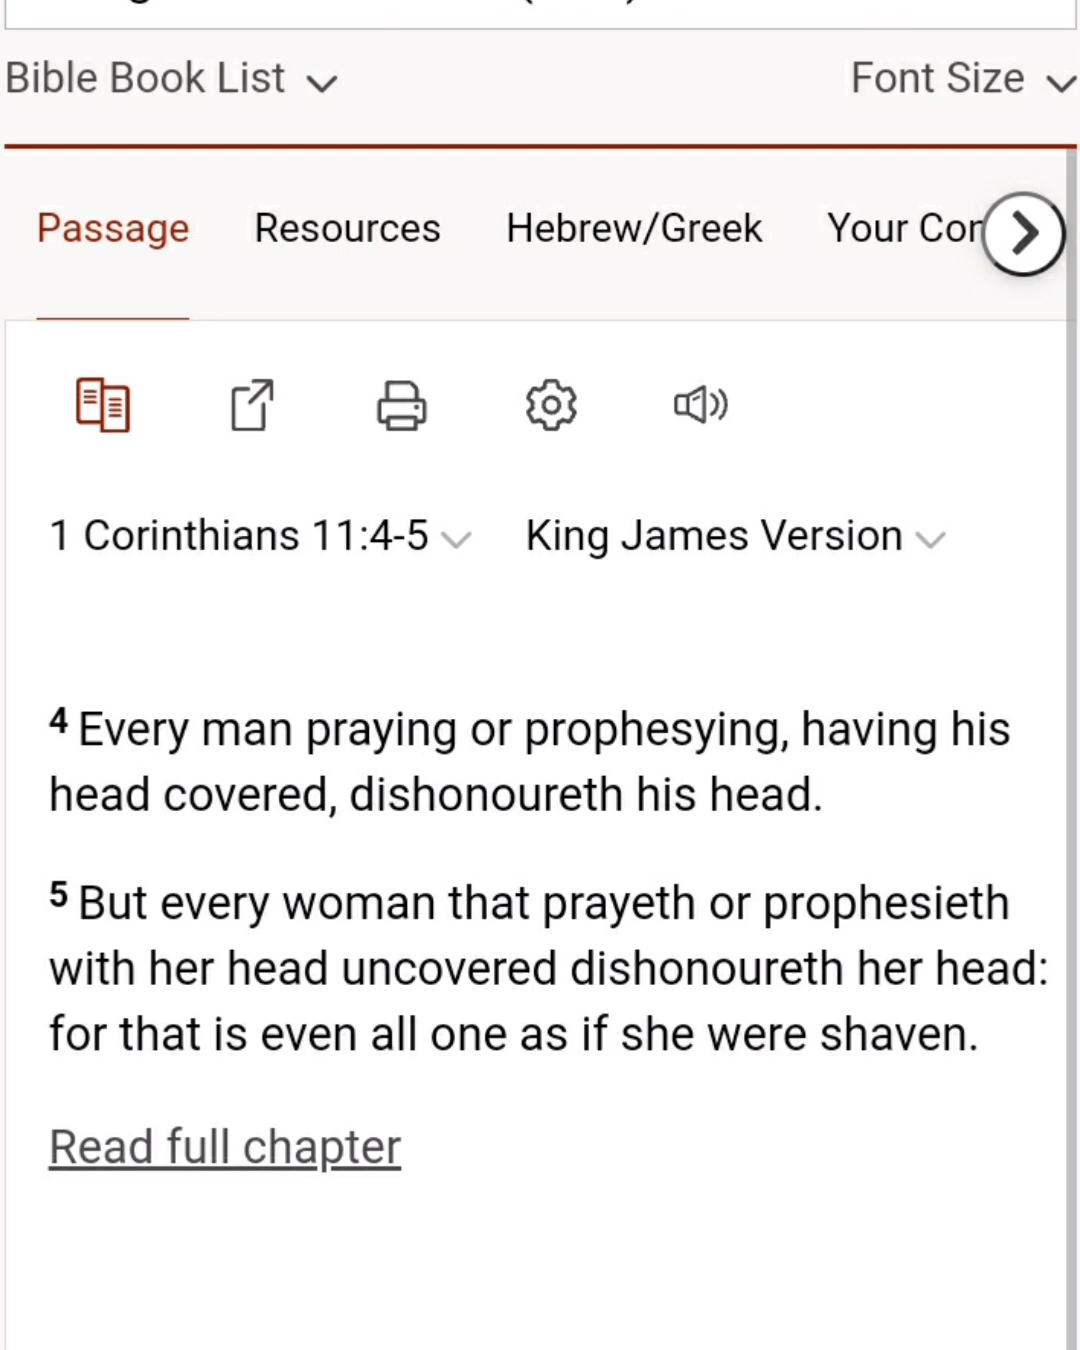 Bible Book List
Font Size
Passage
Resources
Hebrew/Greek
Your
1 Corinthians 11:4-5
King James Version
4 Every man praying or prophesying, having his
head covered, dishonoureth his head.
5 But every woman that prayeth or prophesieth
with her head uncovered dishonoureth her head:
for that is even all one as if she were shaven.
Read full chapter